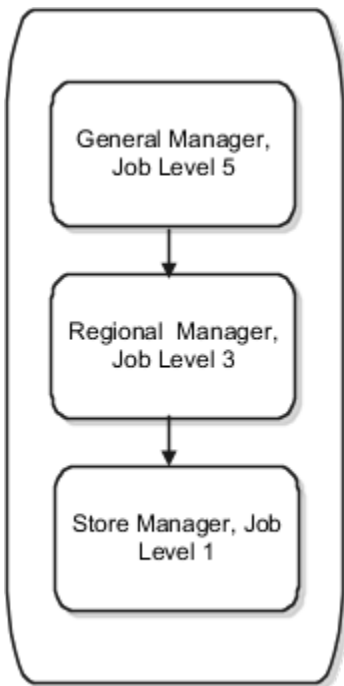 General Manager,
Job Level 5
Regional Manager,
Job Level 3
Store Manager, Job
Level 1